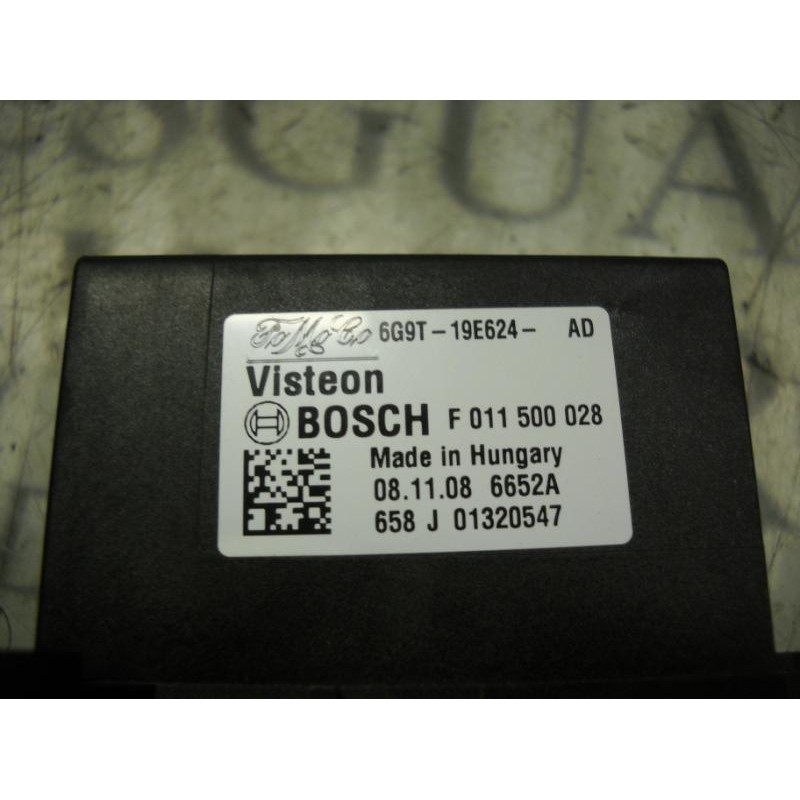 FoMoCo 6G9T-19E624- AD
Visteon
BOSCH F 011 500 028
Made in Hungary
08.11.08 6652A
658 J 01320547